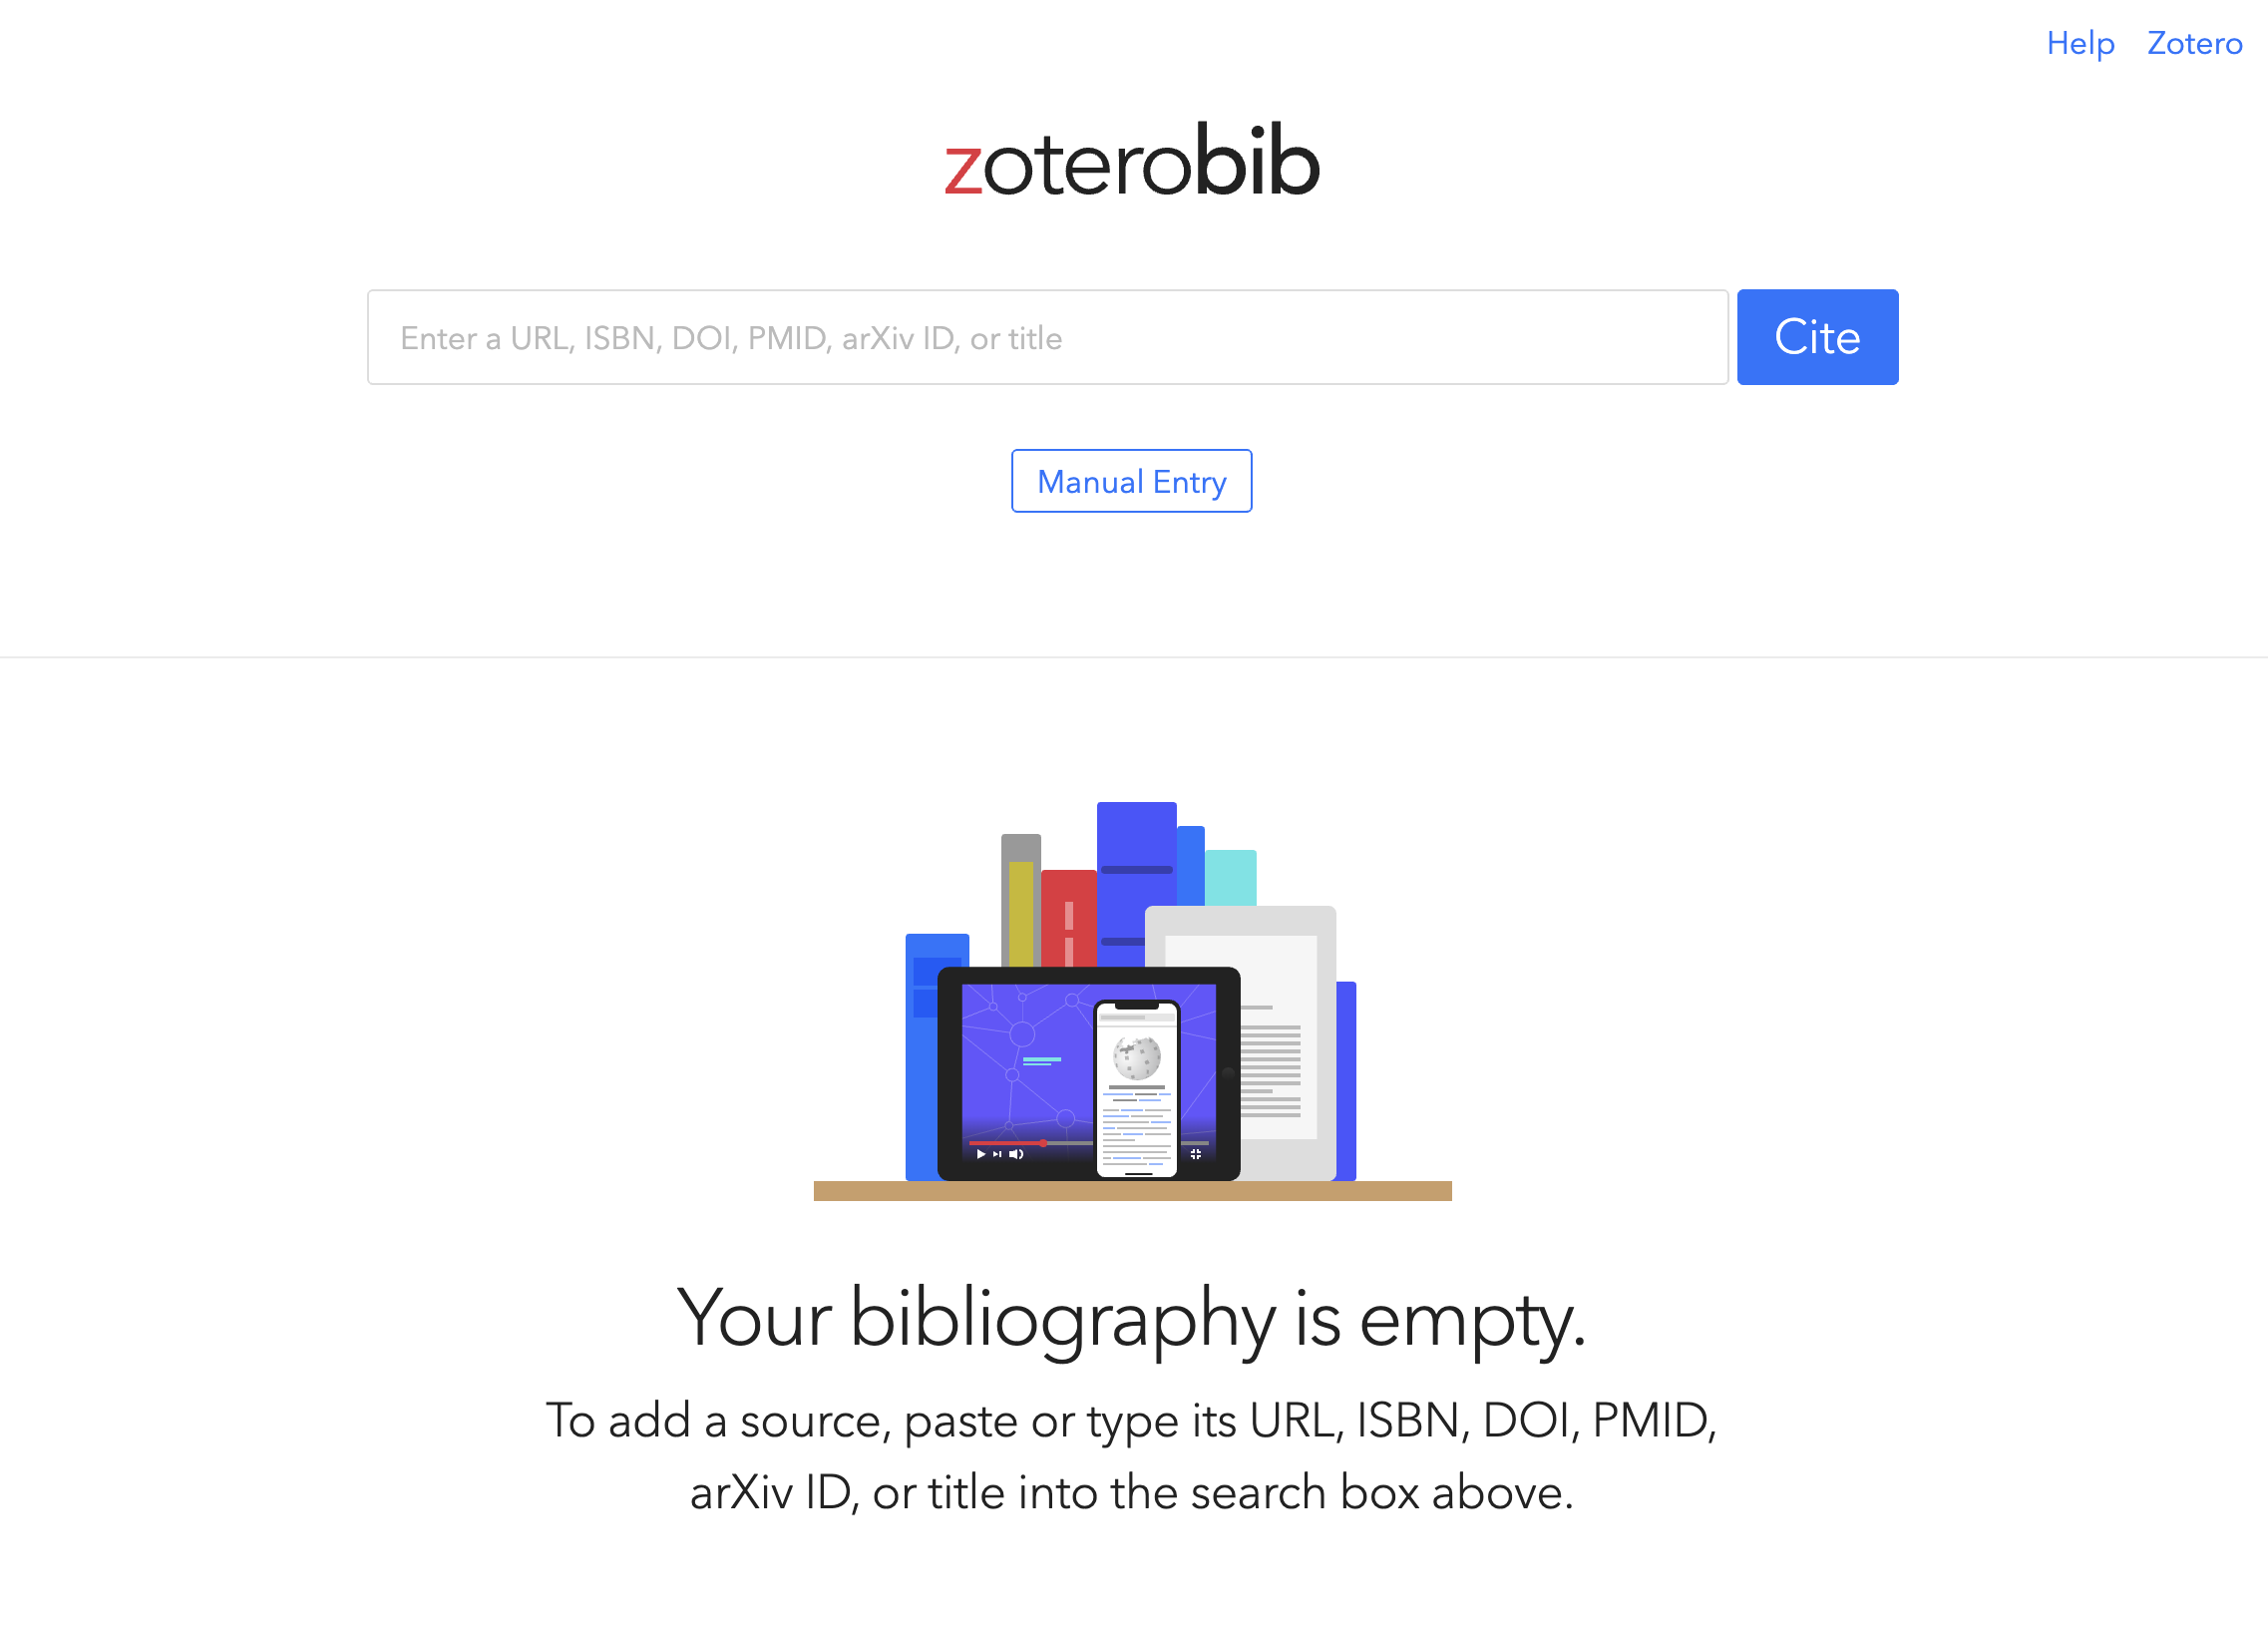 Help Zotero
zoterobib
Enter a URL, ISBN, DOI, PMID, arXiv ID, or title
Cite
Manual Entry
Your bibliography is empty.
To add a source, paste or type its URL, ISBN, DOI, PMID,
arXiv ID, or title into the search box above.